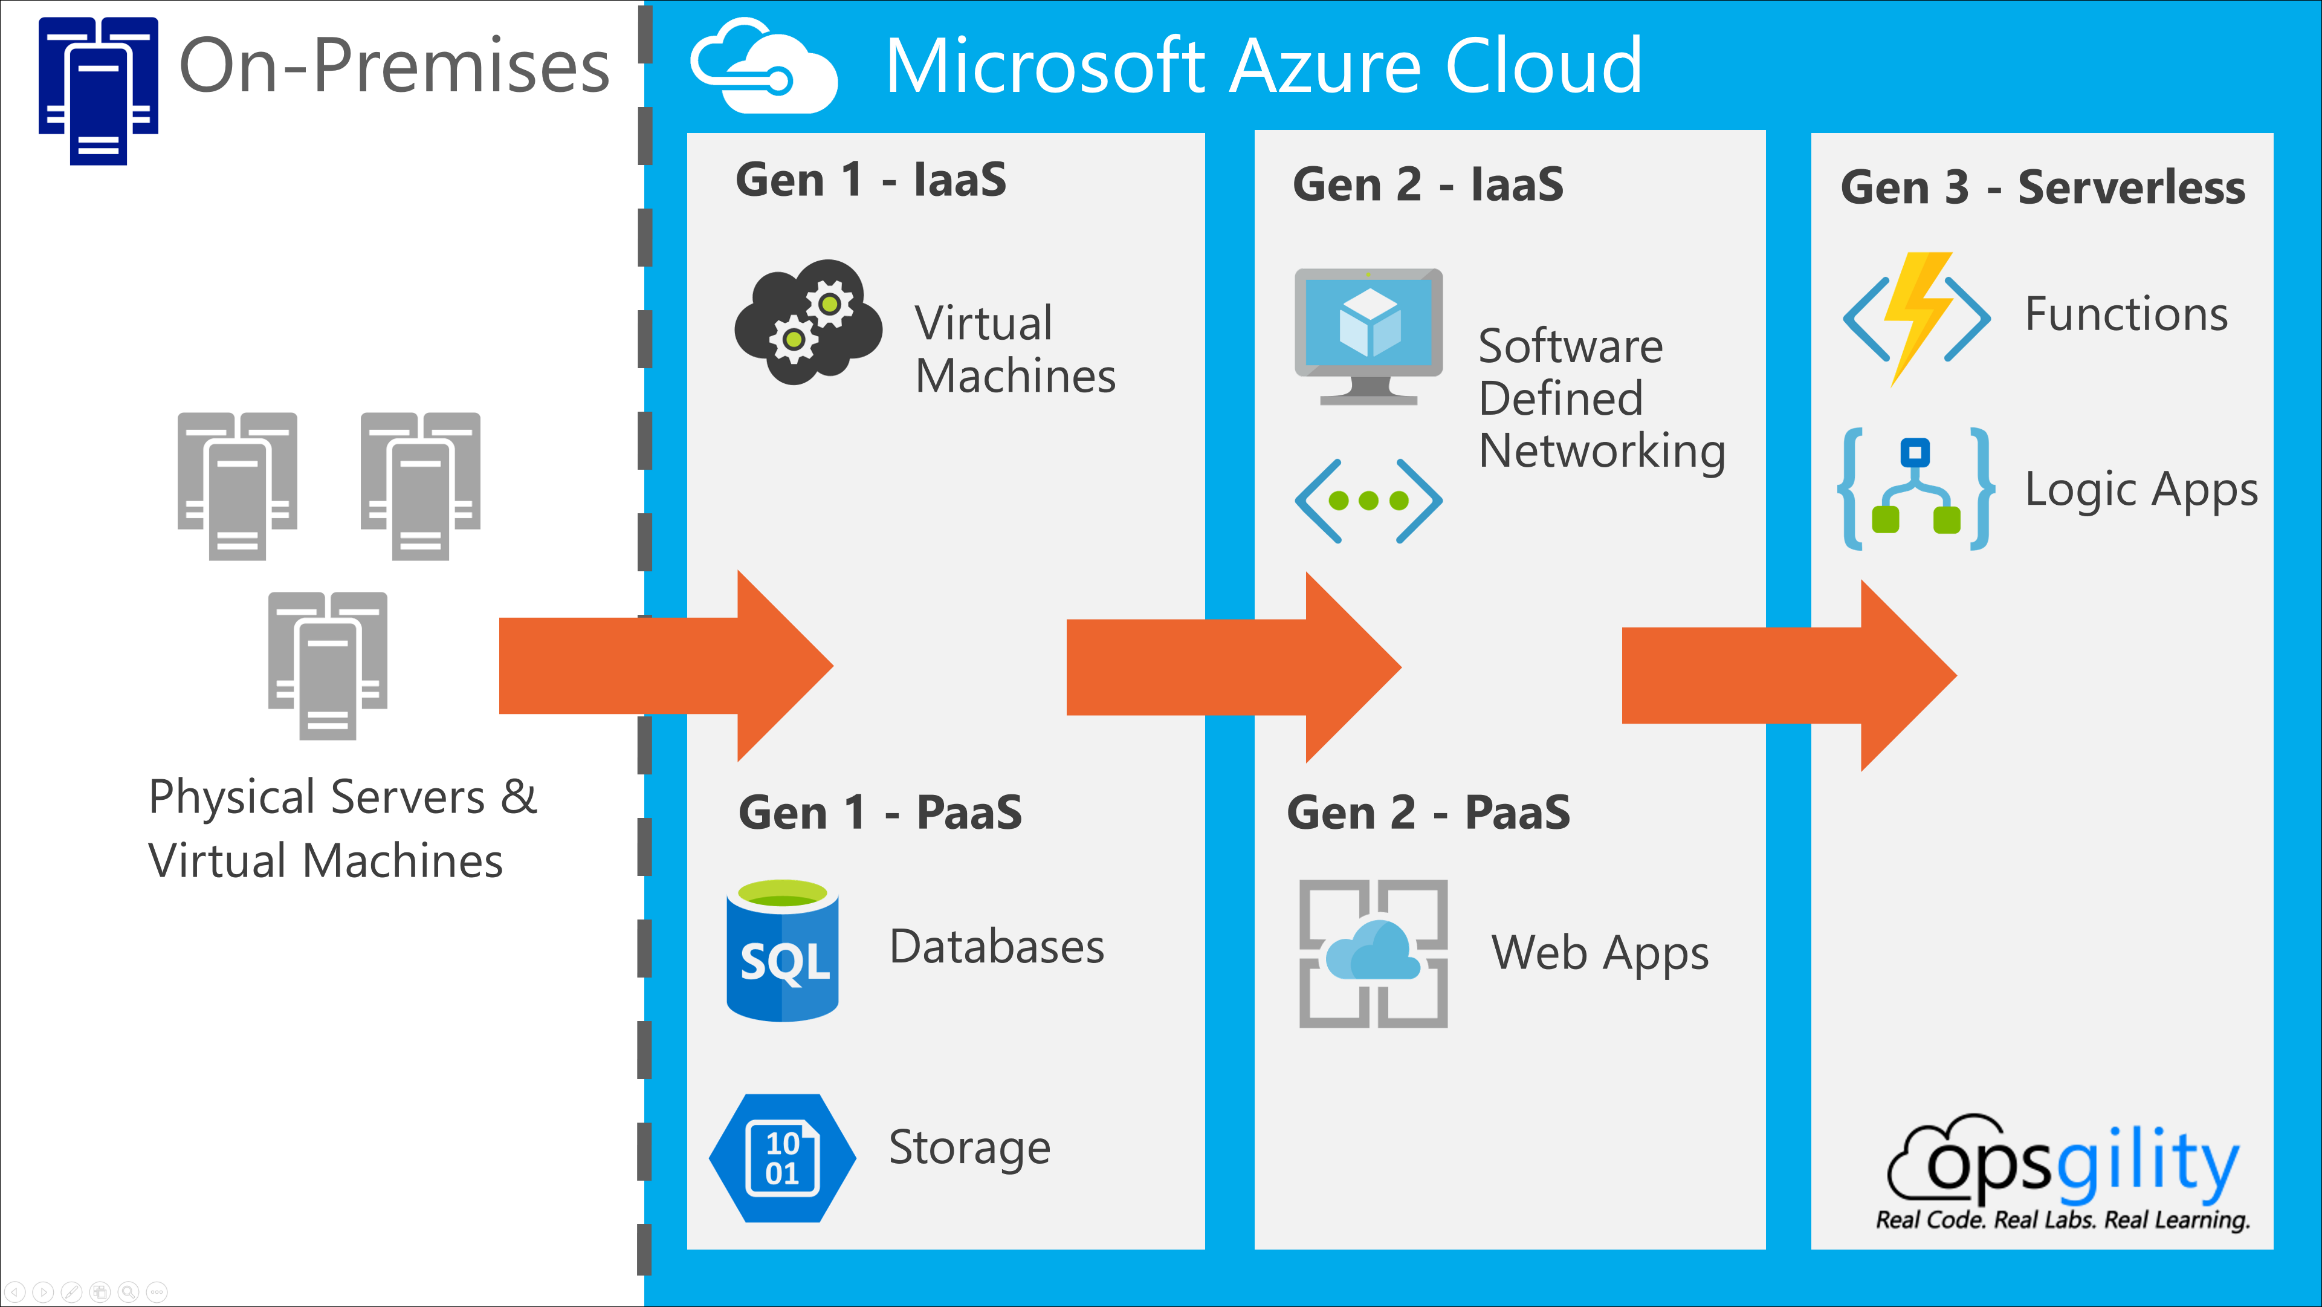 On-Premises
Microsoft Azure Cloud
Physical Servers &
Virtual Machines
Gen 1 - IaaS
Virtual
Machines
Gen 1 - PaaS
SQL
Databases
10
01
Storage
Gen 2 - IaaS
Software
Defined
Networking
Gen 2 - PaaS
Web Apps
Gen 3 - Serverless
Functions
Logic Apps
opsgility
Real Code. Real Labs. Real Learning.